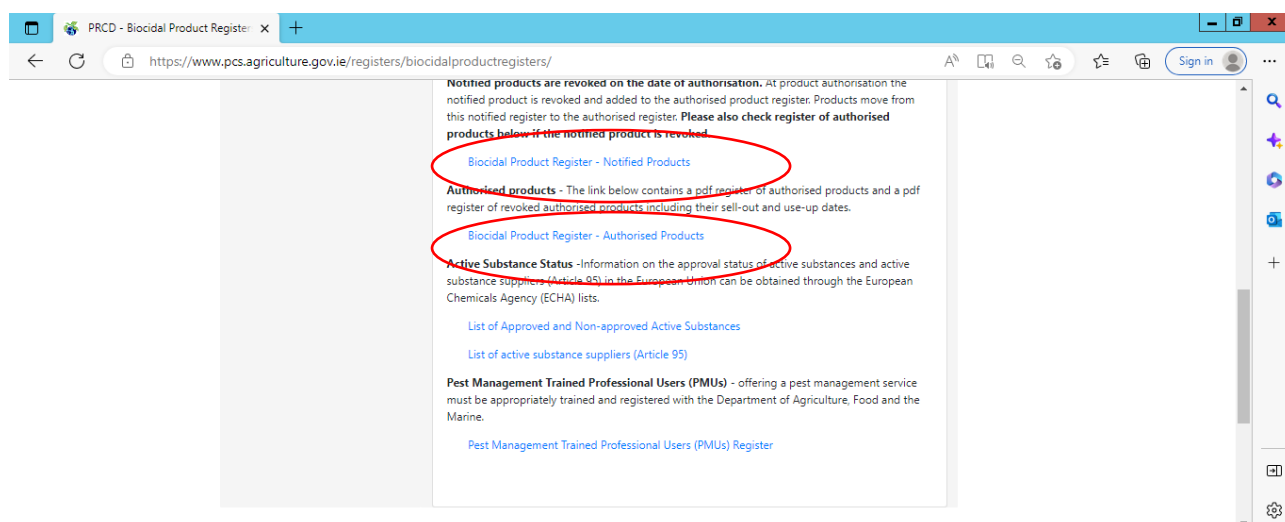 PRCD - Biocidal Product Register
https://www.pcs.agriculture.gov.ie/registers/biocidalproductregisters/
Sign in
Notified products are revoked on the date of authorisation. At product authorisation the
notified product is revoked and added to the authorised product register. Products move from
this notified register to the authorised register. Please also check register of authorised
products below if the notified product is revoked.
Biocidal Product Register - Notified Products
Authorised products - The link below contains a pdf register of authorised products and a pdf
register of revoked authorised products including their sell-out and use-up dates.
Biocidal Product Register - Authorised Products
Active Substance Status -Information on the approval status of active substances and active
substance suppliers (Article 95) in the European Union can be obtained through the European
Chemicals Agency (ECHA) lists.
List of Approved and Non-approved Active Substances
List of active substance suppliers (Article 95)
Pest Management Trained Professional Users (PMUs) - offering a pest management service
must be appropriately trained and registered with the Department of Agriculture, Food and the
Marine.
Pest Management Trained Professional Users (PMUs) Register